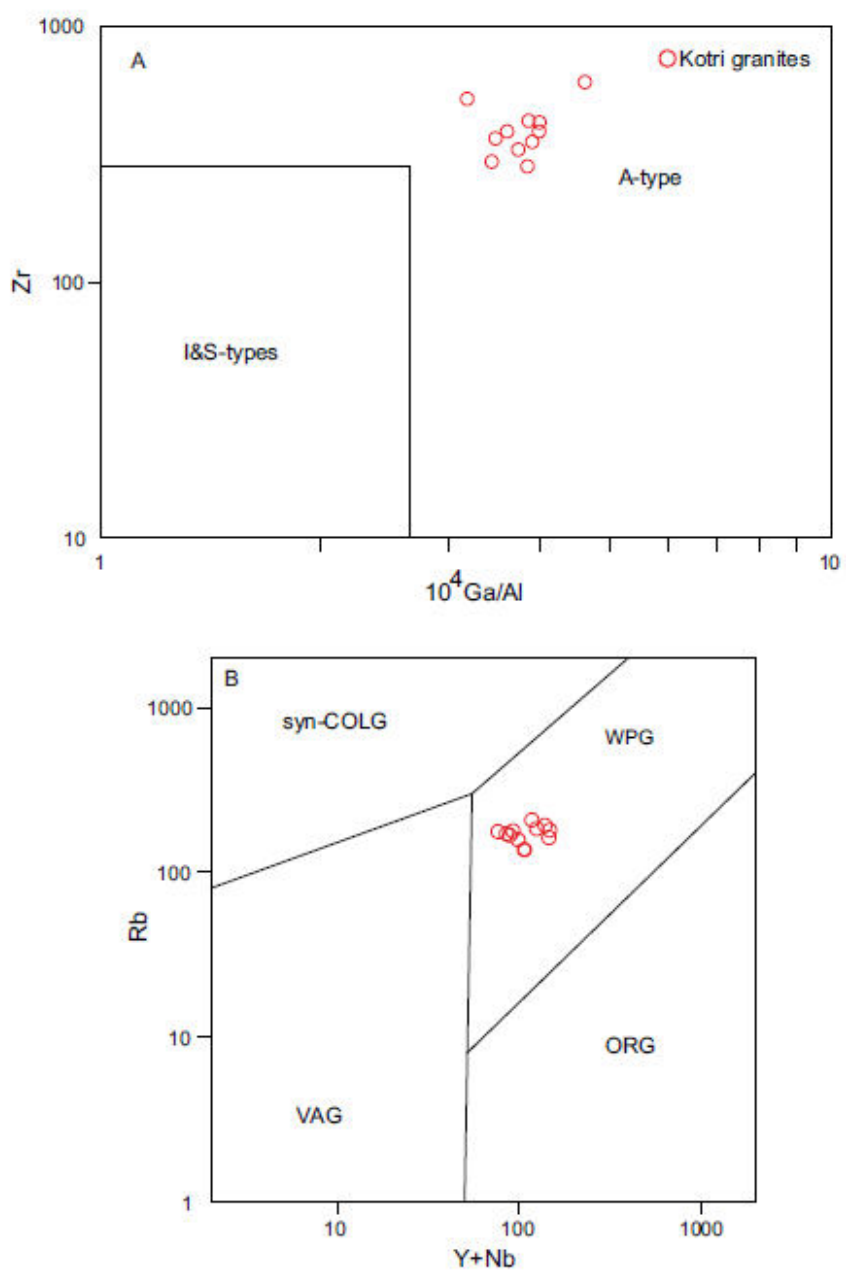 1000
A
Kotri granites
A-type
Zr
100
I&S-types
10
1
10
10⁴Ga/Al
B
syn-COLG
1000
WPG
100
Rb
10
ORG
VAG
1
10
100
1000
Y+Nb